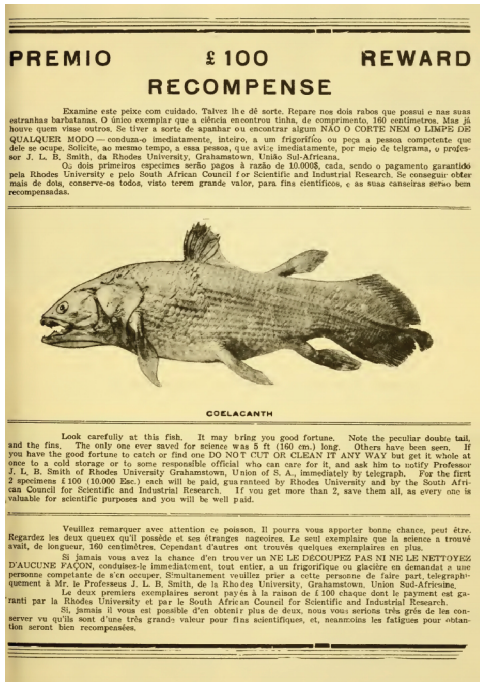 PREMIO £ 100 REWARD
RECOMPENSE
Examine este peixe com cuidado. Talvez lhe dê sorte. Repare nos dois rabos que possui e nas suas
estranhas barbatanas. O único exemplar que a ciência encontrou tinha, de comprimento, 160 centímetros. Mas já
houve quem visse outros. Se tiver a sorte de apanhar ou encontrar algum NÃO O CORTE NEM O LIMPE DE
QUALQUER MODO — conduza-o imediatamente, inteiro, a um frigorífico ou peça a pessoa competente que
dele se ocupe. Solicite, ao mesmo tempo, a essa pessoa, que avise imediatamente, por meio de telgrama, o profes-
sor J. L. B, Smith, da Rhodes University, Grahamstown, União Sul-Africana.
Os dois primeiros especimes serão pagos à razão de 10.000$, cada, sendo o pagamento garantido
pela Rhodes University e pelo South African Council for Scientific and Industrial Research. Se conseguir obter
mais de dois, conserve-os todos, visto terem grande valor, para fins científicos, e as suas canseiras serão bem
recompensadas.
COELACANTH
Look carefully at this fish. It may bring you good fortune. Note the peculiar double tail,
and the fins. The only one ever saved for science was 5 ft (160 cm.) long. Others have been seen. If
you have the good fortune to catch or find one DO NOT CUT OR CLEAN IT ANY WAY but get it whole at
once to a cold storage or to some responsible official who can care for it, and ask him to notify Professor
J. L. B. Smith of Rhodes University Grahamstown, Union of S. A., immediately by telegraph. For the first
2 specimens £ 100 (10.000 Esc.) each will be paid, guaranteed by Rhodes University and by the South Afri-
can Council for Scientific and Industrial Research. If you get more than 2, save them all, as every one is
valuable for scientific purposes and you will be well paid.
Veuillez remarquer avec attention ce poisson. Il pourra vous apporter bonne chance, peut être.
Regardez les deux queuex qu'il possède et ses étranges nageoires. Le seul exemplaire que la science a trouvé
avait, de longueur, 160 centimètres. Cependant d'autres ont trouvés quelques exemplaires en plus.
Si jamais vous avez la chance d'en trouver un NE LE DÉCOUPEZ PAS NI NE LE NETTOYEZ
D'AUCUNE FAÇON, conduisez-le immediatement, tout entier, a un frigorifique ou glacière en demandat a une
personne competante de s'en occuper. Simultanement veuillez prier a cette personne de faire part telegraphi-
quement à Mr. le Professeus J. L. B, Smith, de la Rhodes University, Grahamstown, Union Sud-Africaine.
Le deux premiers exemplaires seront payés à la raison de £ 100 chaque dont le payment est ga-
ranti par la Rhodes University et par le South African Council for Scientific and Industrial Research.
Si, jamais il vous est possible d'en obtenir plus de deux, nous vous serions très grés de les con-
server vu qu'ils sont d'une très grande valeur pour fins scientifiques, et, neanmoins les fatigues pour obtan-
tion seront bien recompensées.